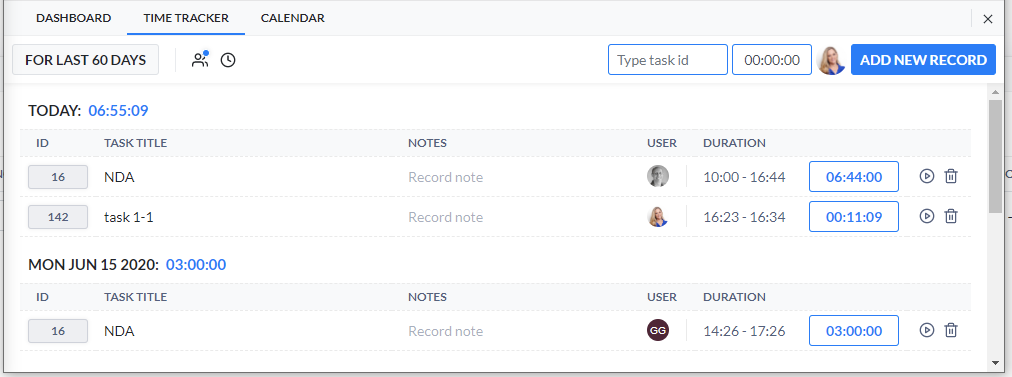 DASHBOARD TIME TRACKER CALENDAR
FOR LAST 60 DAYS Type task id 00:00:00 ADD NEW RECORD
TODAY: 06:55:09
ID TASK TITLE NOTES USER DURATION
16 NDA Record note 10:00 - 16:44 06:44:00
142 task 1-1 Record note 16:23 - 16:34 00:11:09
MON JUN 15 2020: 03:00:00
ID TASK TITLE NOTES USER DURATION
16 NDA Record note GG 14:26 - 17:26 03:00:00